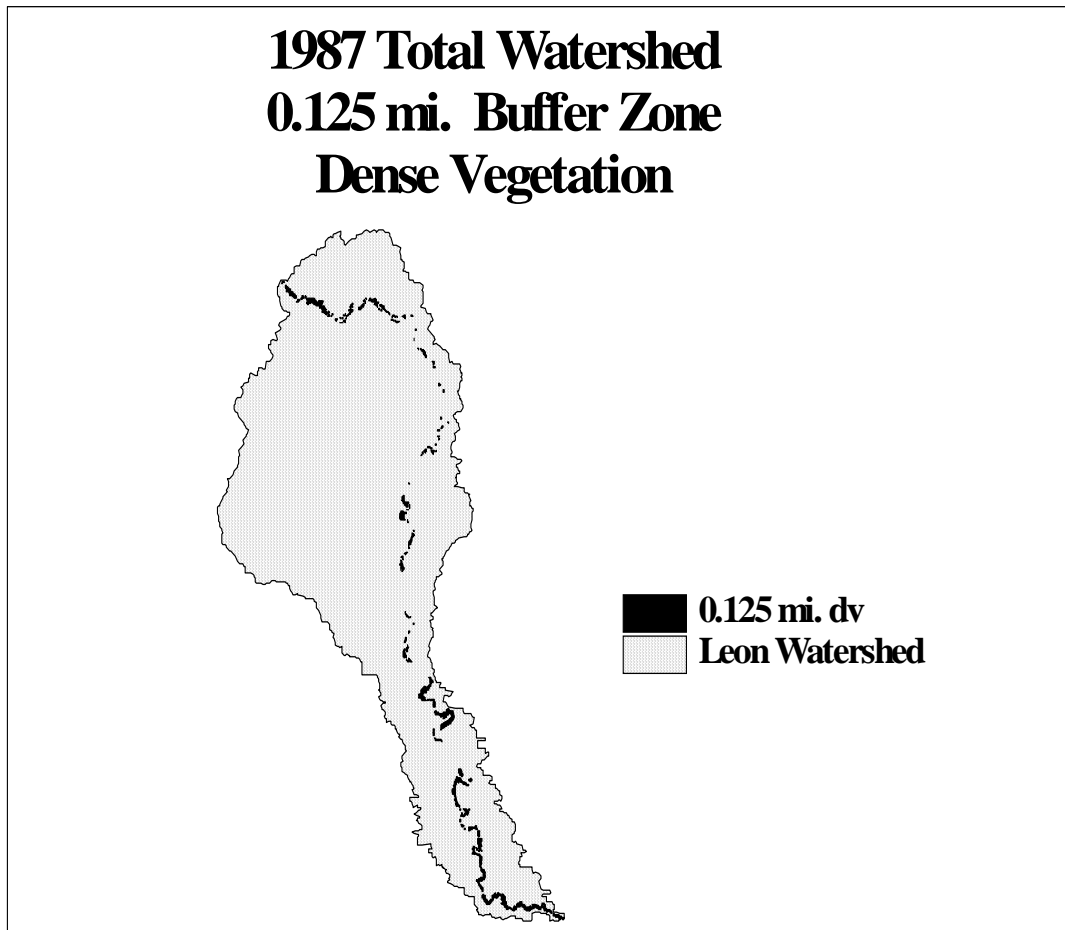 1987 Total Watershed
0.125 mi. Buffer Zone
Dense Vegetation
0.125 mi. dv
Leon Watershed